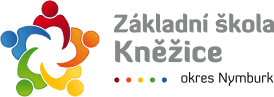 Základní škola
Kněžice
okres Nymburk